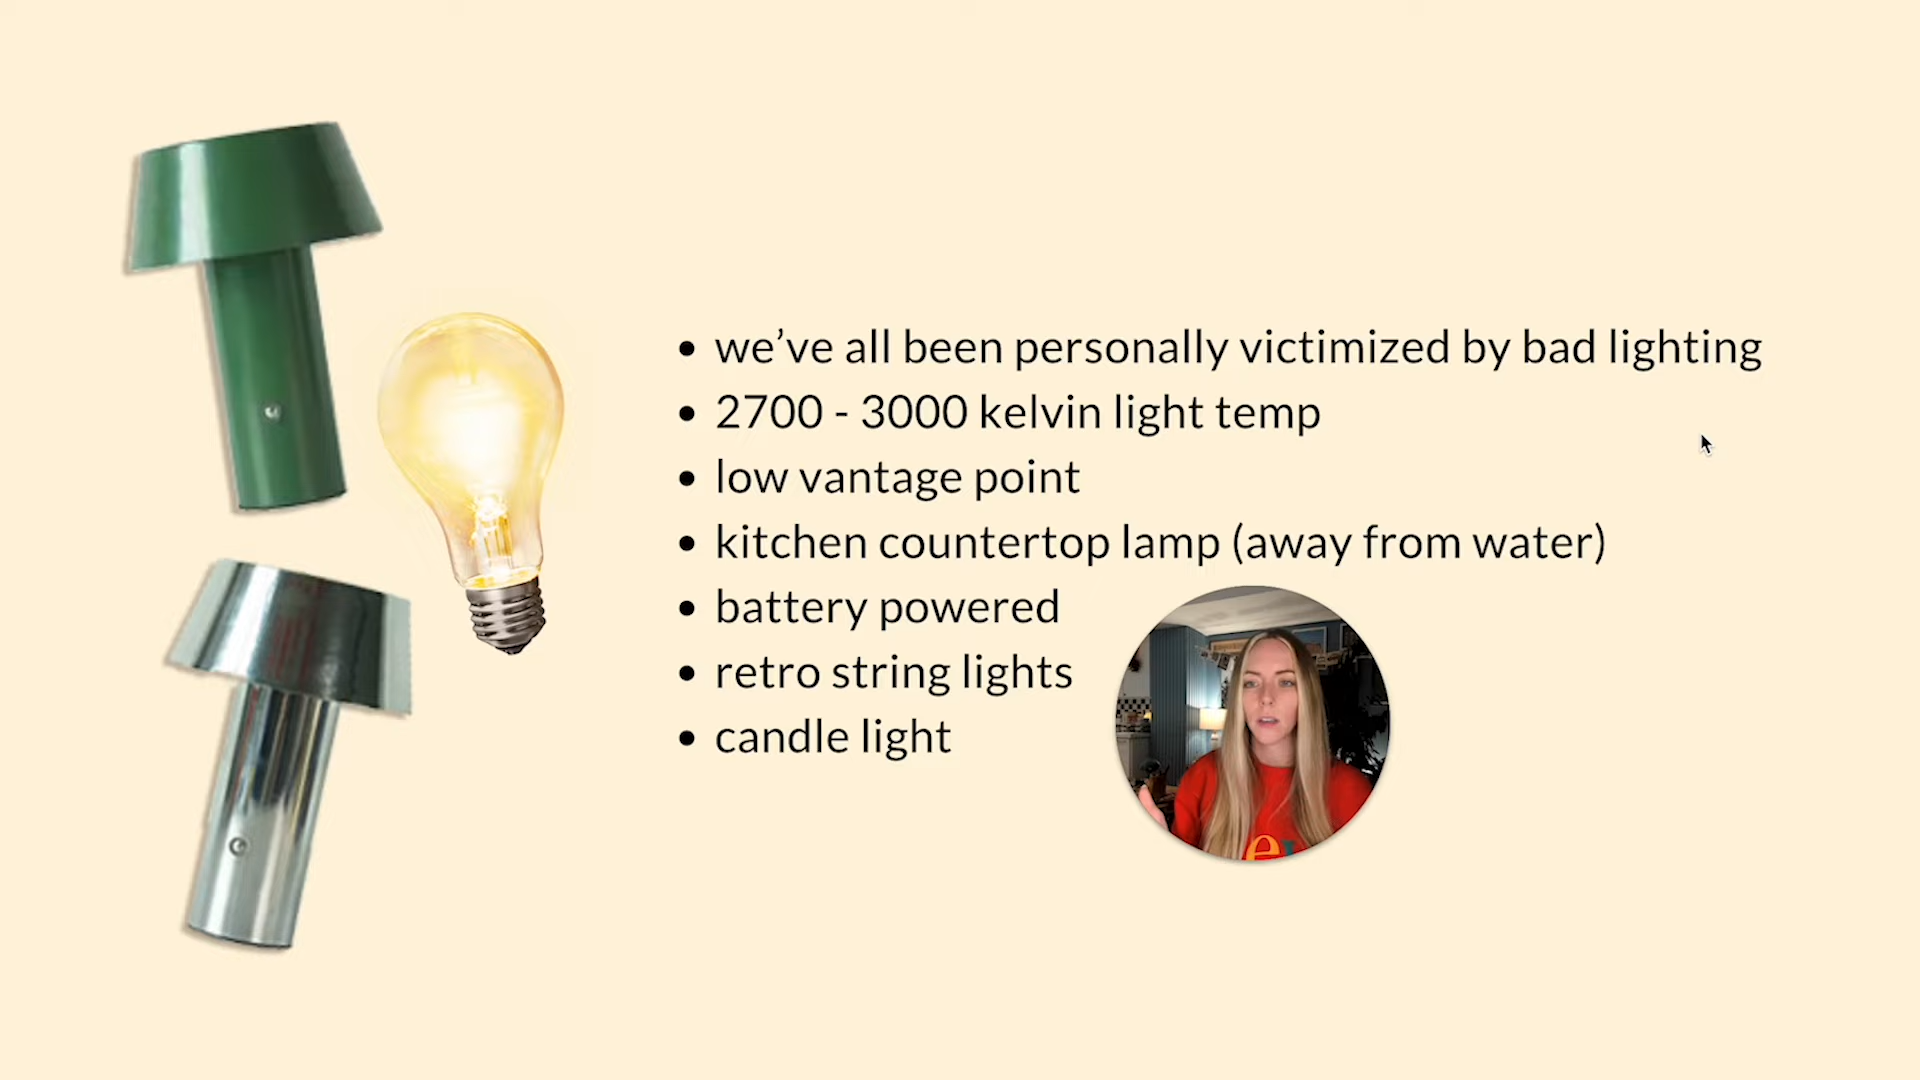 • we’ve all been personally victimized by bad lighting
• 2700 - 3000 kelvin light temp
• low vantage point
• kitchen countertop lamp (away from water)
• battery powered
• retro string lights
• candle light